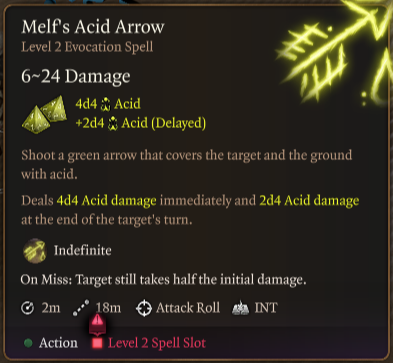 Melf's Acid Arrow
Level 2 Evocation Spell
6~24 Damage
4d4 Acid
+2d4 Acid (Delayed)
Shoot a green arrow that covers the target and the ground
with acid.
Deals 4d4 Acid damage immediately and 2d4 Acid damage
at the end of the target's turn.
Indefinite
On Miss: Target still takes half the initial damage.
2m 18m Attack Roll INT
Action Level 2 Spell Slot